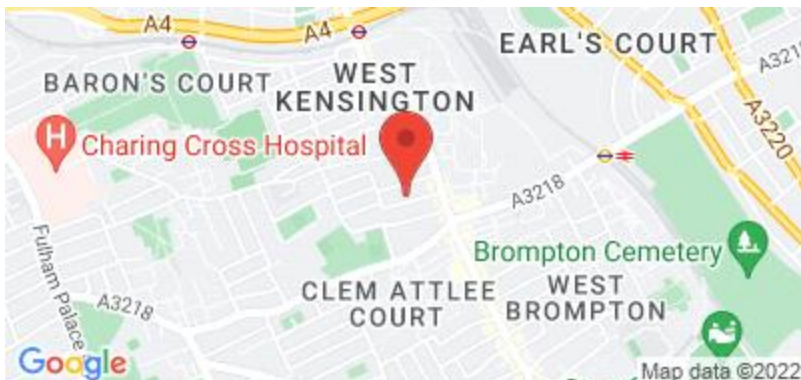 A4
A4
EARL'S COURT
A321
WEST
KENSINGTON
BARON'S COURT
A3220
H
Charing Cross Hospital
A3218
Fulham Palace
Brompton Cemetery
CLEM ATTLEE
COURT
WEST
BROMPTON
A3218
Google
Map data ©2022